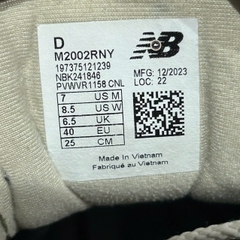 D
M2002RNY
197375121239
NBK241846
PVWVR1158 CNL
NB
MFG: 12/2023
LOC: 22
7 US M
8.5 US W
6.5 UK
40 EU
25 CM
Made in Vietnam
Fabriqué au Vietnam